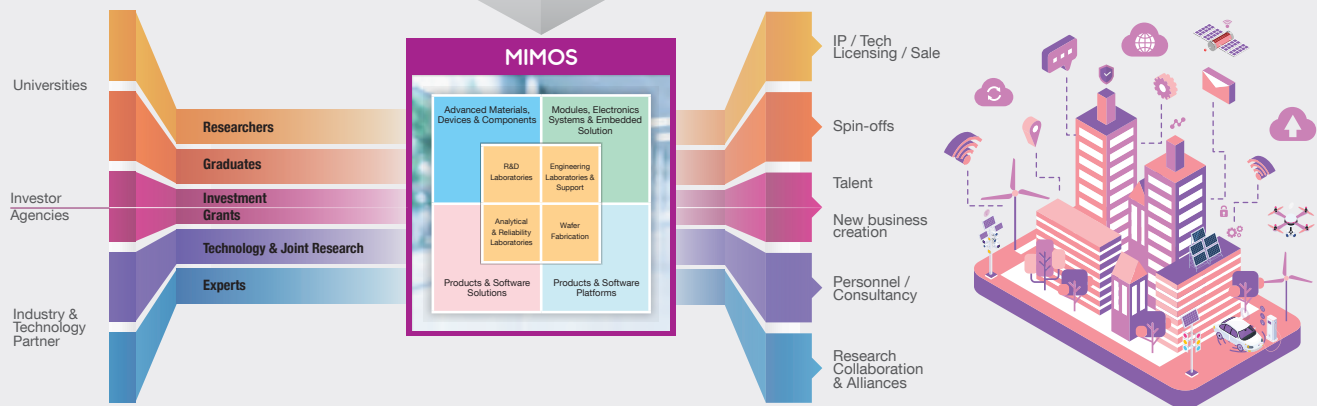 Universities
Investor
Agencies
Industry &
Technology
Partner
Researchers
Graduates
Investment
Grants
Technology & Joint Research
Experts
MIMOS
Advanced Materials,
Devices & Components
Modules, Electronics
Systems & Embedded
Solution
R&D
Laboratories
Engineering
Laboratories &
Support
Analytical
& Reliability
Laboratories
Wafer
Fabrication
Products & Software
Solutions
Products & Software
Platforms
IP / Tech
Licensing / Sale
Spin-offs
Talent
New business
creation
Personnel /
Consultancy
Research
Collaboration
& Alliances